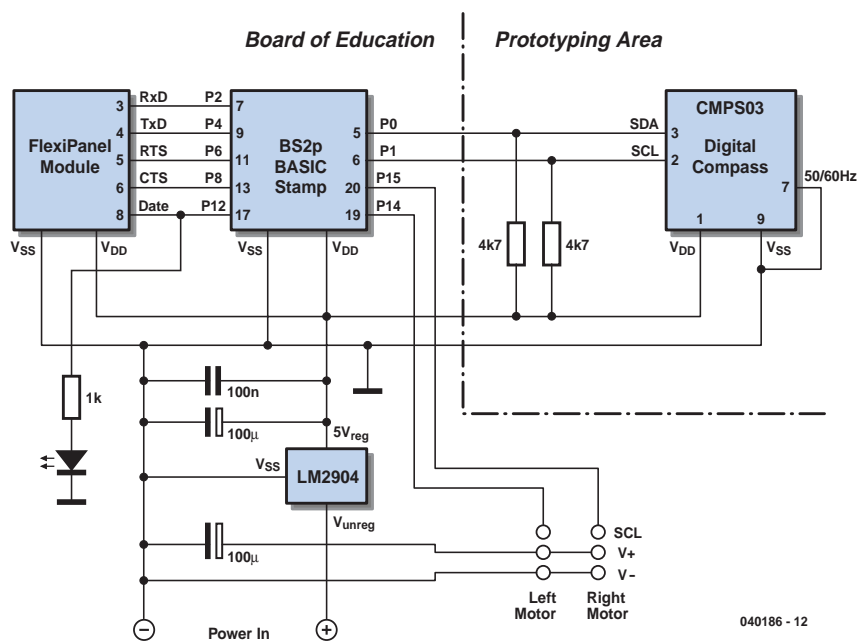 Board of Education
Prototyping Area
FlexiPanel
Module
3
4
5
6
8
RxD
TxD
RTS
CTS
Date
P2
P4
P6
P8
P12
7
9
11
13
17
BS2p
BASIC
Stamp
5
6
20
19
P0
P1
P15
P14
SDA
SCL
CMPS03
3
2
Digital
Compass
7
50/60Hz
1
9
VDD
VSS
4k7
4k7
VSS
VDD
VSS
VDD
1k
100n
100µ
5Vreg
VSS
LM2904
Vunreg
100µ
SCL
V+
V–
Left
Motor
Right
Motor
–
Power In
+
040186 - 12